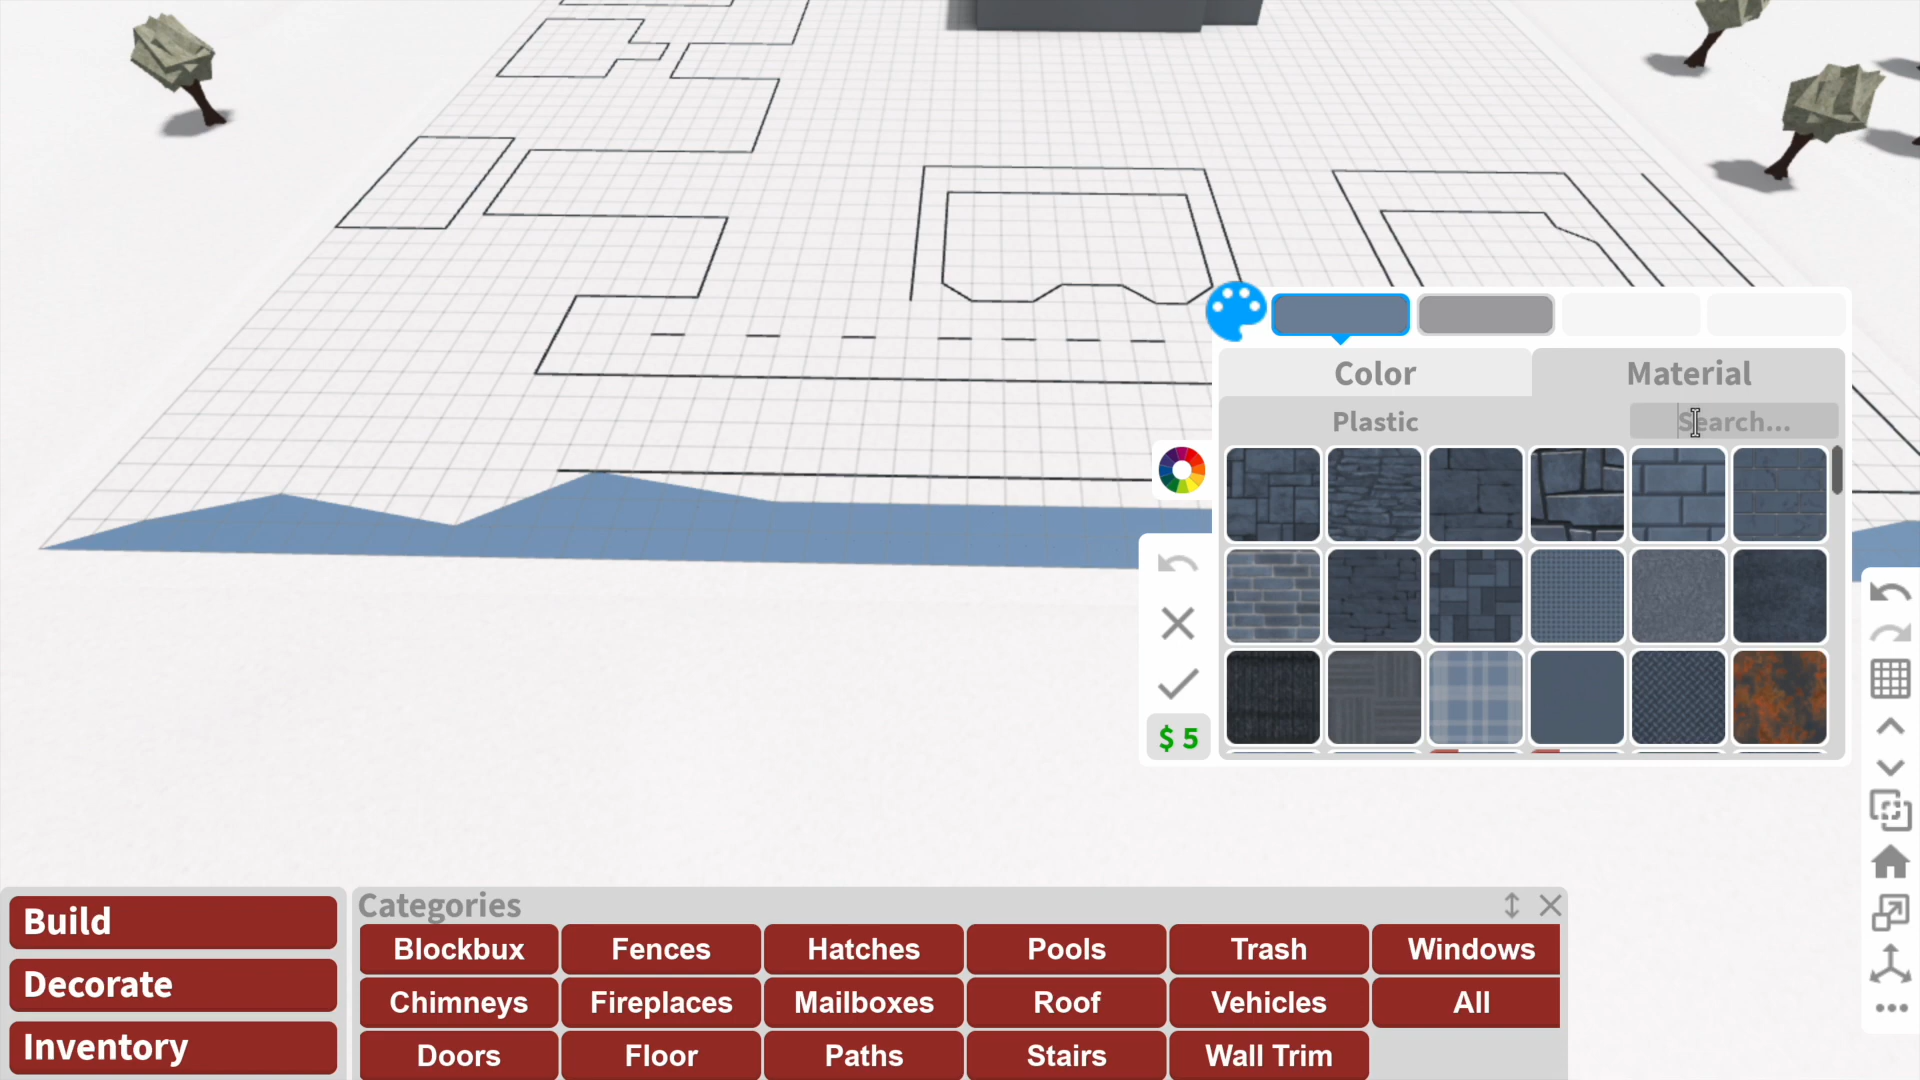 Color
Material
Plastic
Search...
$ 5
Build
Decorate
Inventory
Categories
Blockbux
Fences
Hatches
Pools
Trash
Windows
Chimneys
Fireplaces
Mailboxes
Roof
Vehicles
All
Doors
Floor
Paths
Stairs
Wall Trim